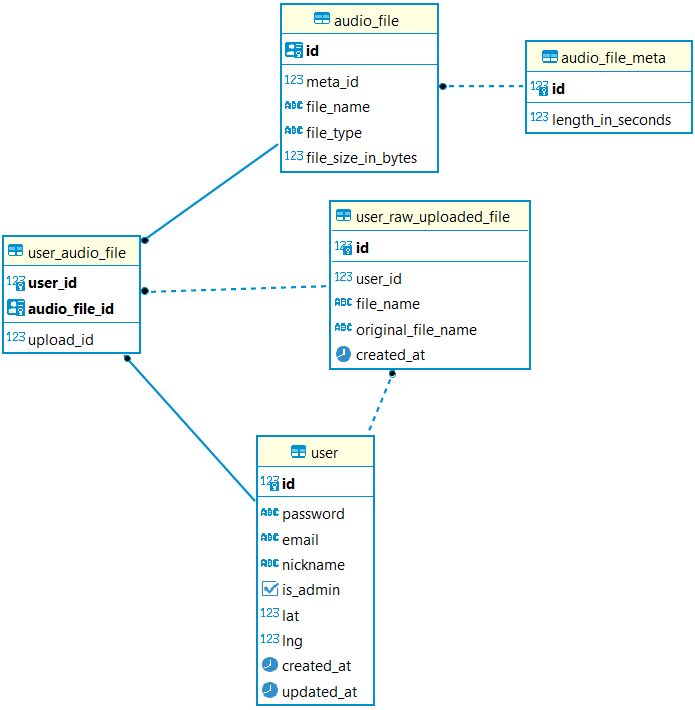 audio_file
123 id
123 meta_id
ABC file_name
ABC file_type
123 file_size_in_bytes
audio_file_meta
123 id
123 length_in_seconds
user_raw_uploaded_file
123 id
123 user_id
ABC file_name
ABC original_file_name
created_at
user_audio_file
123 user_id
audio_file_id
123 upload_id
user
123 id
ABC password
ABC email
ABC nickname
is_admin
123 lat
123 lng
created_at
updated_at